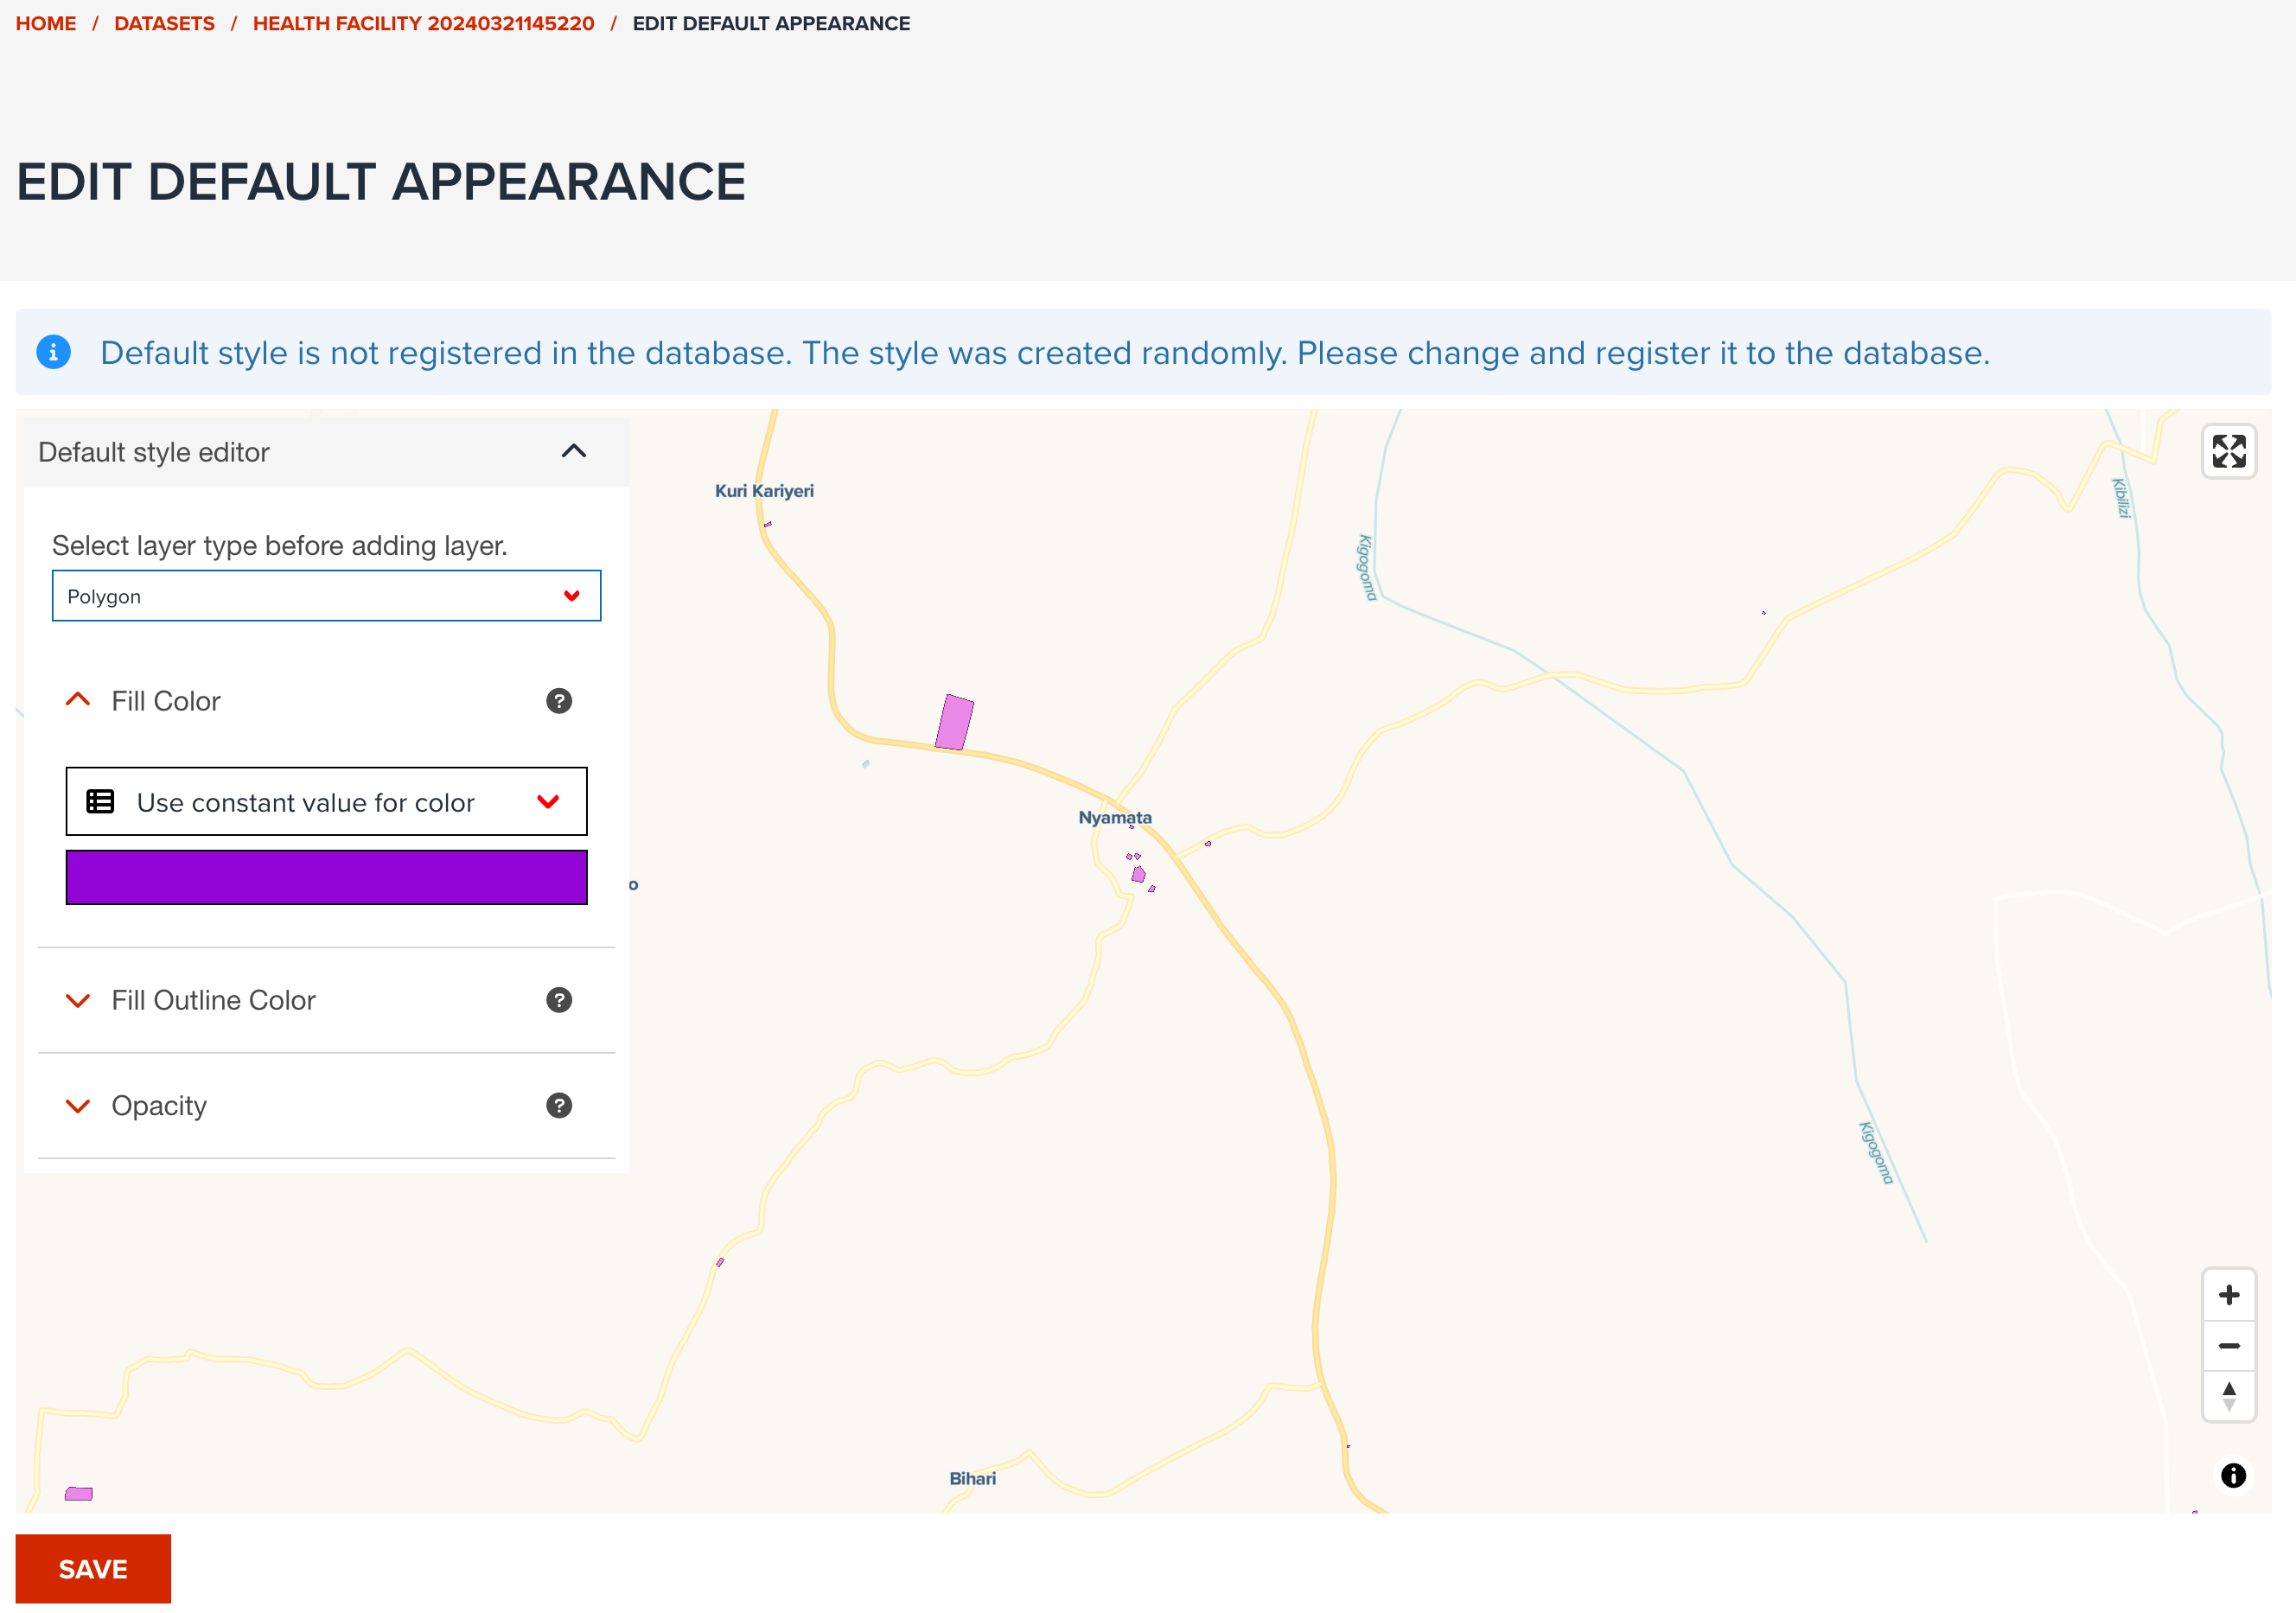 HOME / DATASETS / HEALTH FACILITY 20240321145220 / EDIT DEFAULT APPEARANCE
EDIT DEFAULT APPEARANCE
Default style is not registered in the database. The style was created randomly. Please change and register it to the database.
Default style editor
Select layer type before adding layer.
Polygon
Fill Color
Use constant value for color
Fill Outline Color
Opacity
Kuri Kariyeri
Kigogoma
Kibilizi
Nyamata
o
Kigogoma
Bihari
SAVE